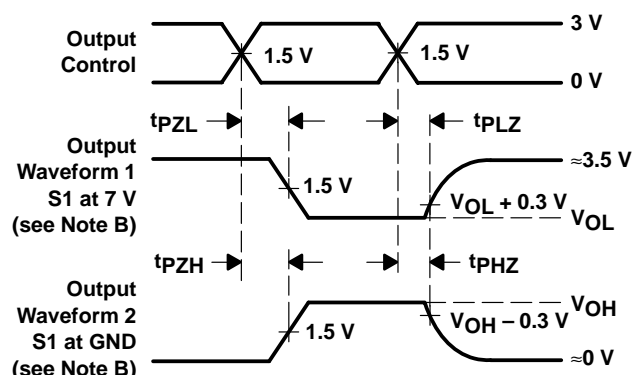 Output
Control
1.5 V
1.5 V
3 V
0 V
tPZL
tPLZ
Output
Waveform 1
S1 at 7 V
(see Note B)
1.5 V
≈3.5 V
VOL + 0.3 V
VOL
tPZH
tPHZ
Output
Waveform 2
S1 at GND
(see Note B)
1.5 V
VOH
VOH – 0.3 V
≈0 V